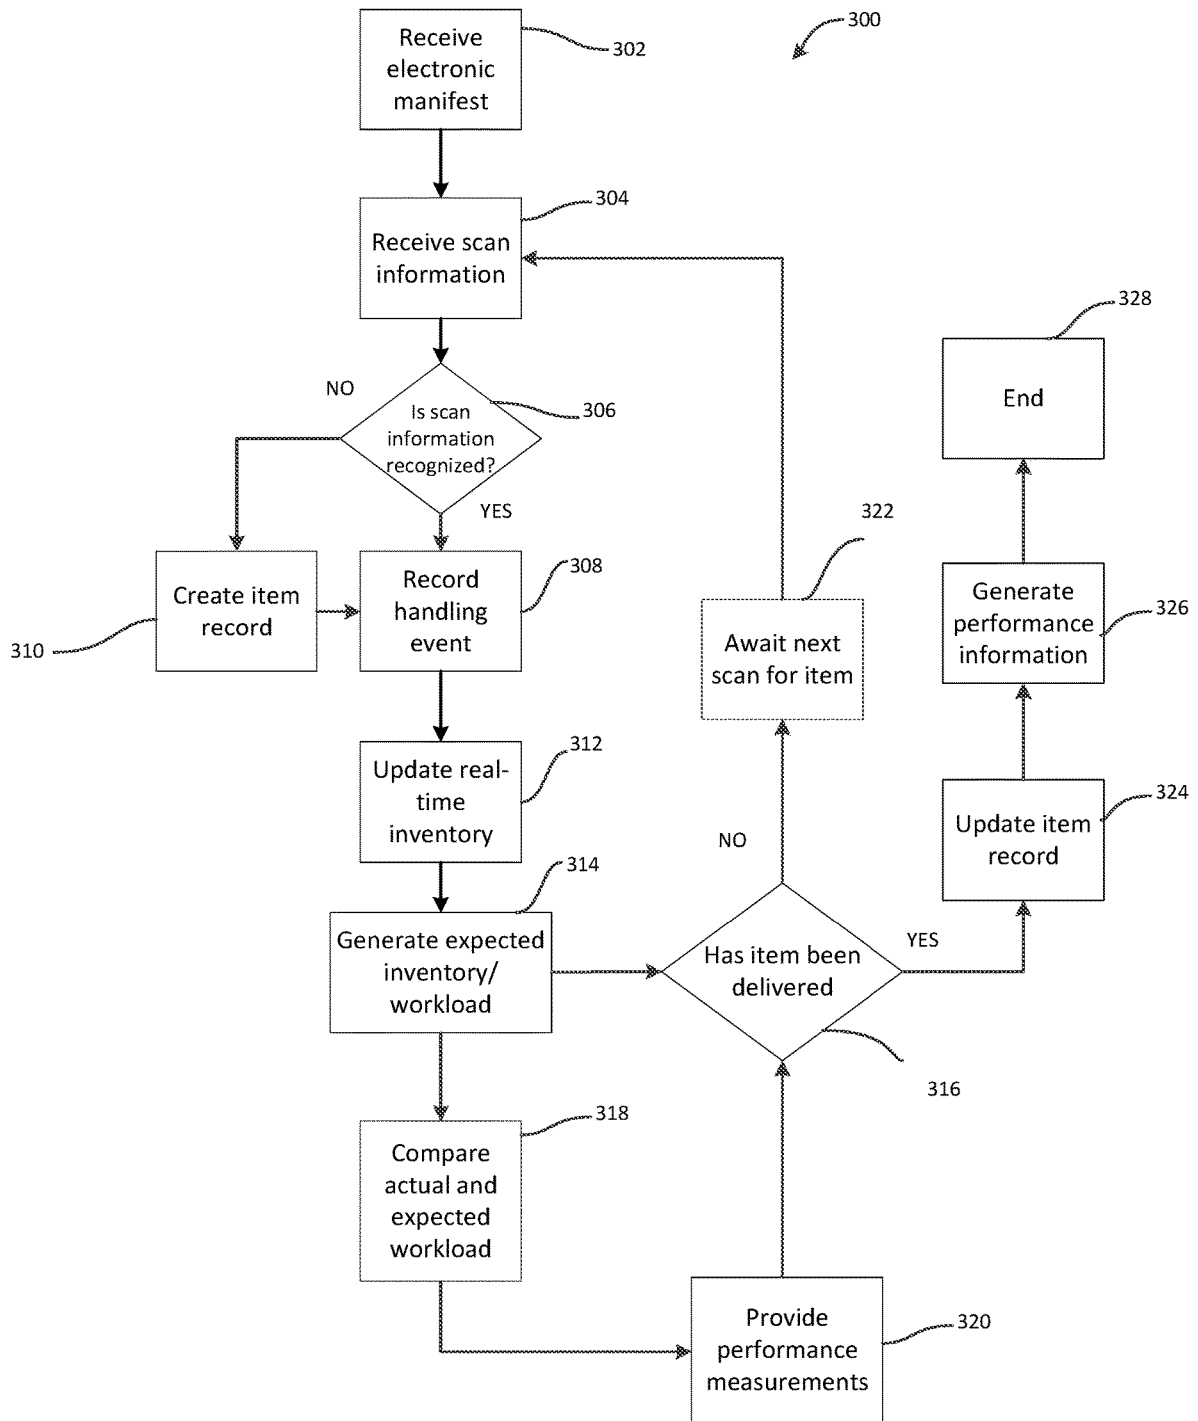 300
Receive
electronic
manifest
302
Receive scan
information
304
NO
Is scan
information
recognized?
306
YES
328
End
Create item
record
310
Record
handling
event
308
322
Await next
scan for item
Generate
performance
information
326
Update real-
time
inventory
312
Update item
record
324
NO
314
Generate expected
inventory/
workload
Has item been
delivered
YES
316
318
Compare
actual and
expected
workload
Provide
performance
measurements
320